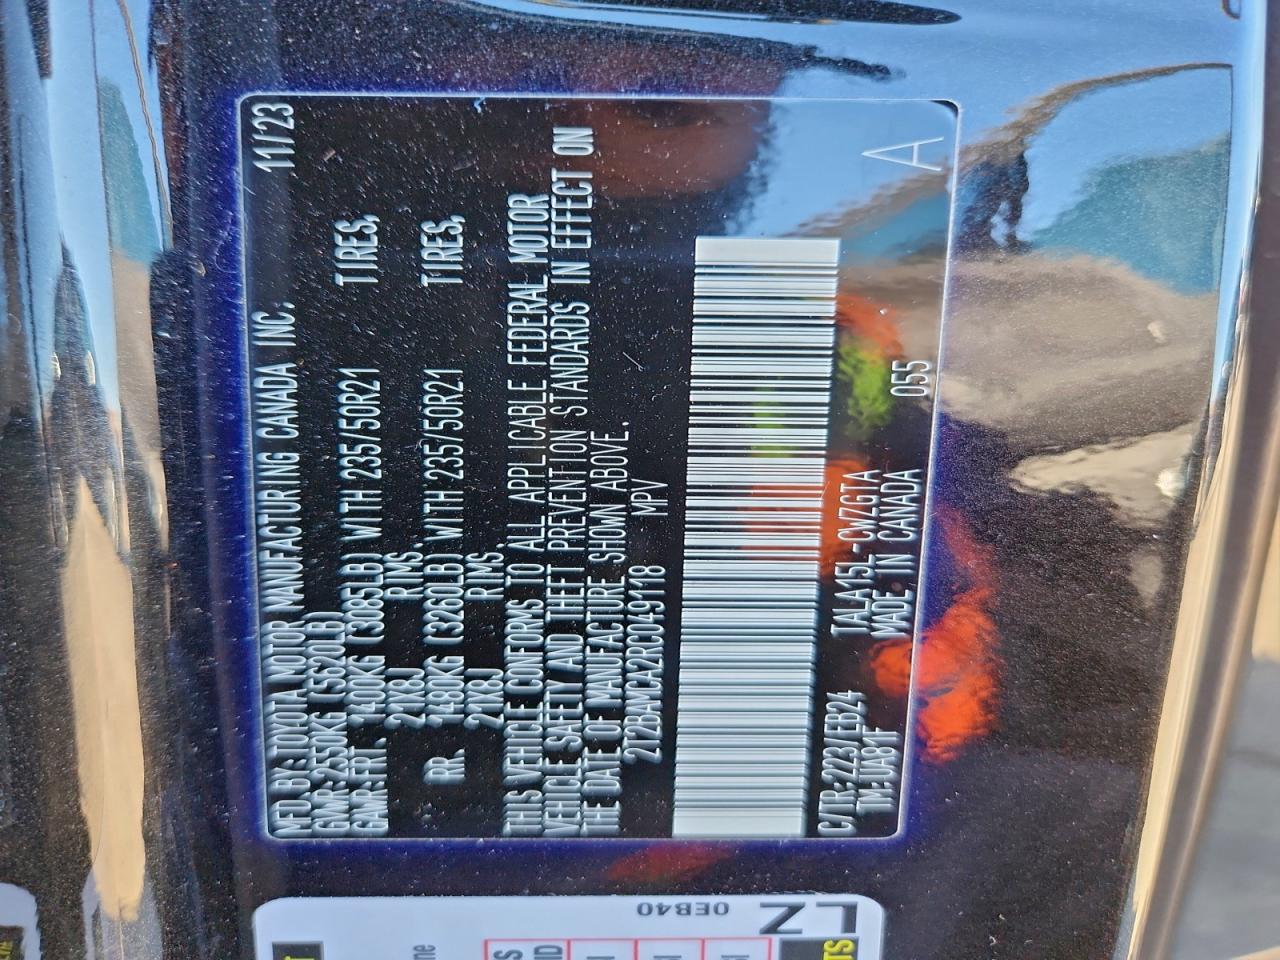 MFD. BY: TOYOTA MOTOR MANUFACTURING CANADA INC. 11/23
GVWR: 2550KG (5620LB)
GAWR: FRT. 1400KG (3085LB) WITH 235/50R21 TIRES,
21X8J RIMS.
RR. 1481KG (3260LB) WITH 235/50R21 TIRES,
21X8J RIMS.
THIS VEHICLE CONFORMS TO ALL APPLICABLE FEDERAL MOTOR
VEHICLE SAFETY AND THEFT PREVENTION STANDARDS IN EFFECT ON
THE DATE OF MANUFACTURE SHOWN ABOVE.
2T2BAMCA2RC049118 MPV
C/TR: 223/EB24 TALA15L-CWZGTA
TM: UA81F MADE IN CANADA 055 A
LZ
0EB40